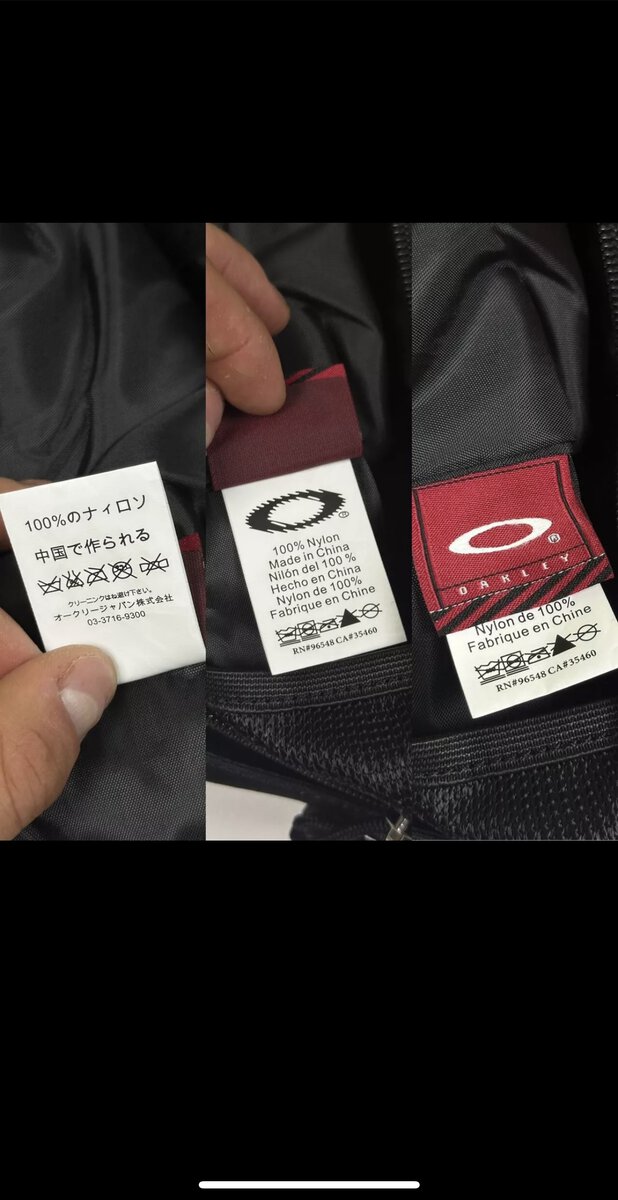 100%のナィロソ
中国で作られる
クリーニングはね避け下さい。
オークリージャパン株式会社
03-3716-9300
100% Nylon
Made in China
Nilón del 100 %
Hecho en China
Nylon de 100%
Fabrique en Chine
RN#96548 CA#35460
OAKLEY
Nylon de 100%
Fabrique en Chine
RN#96548 CA#35460